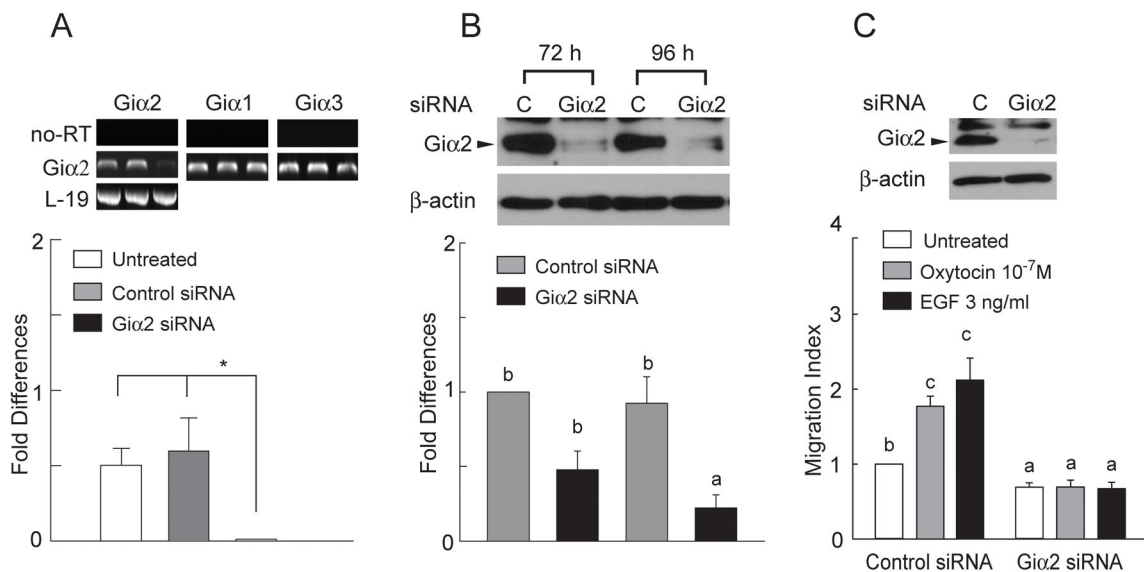 A
Giα2 Giα1 Giα3
no-RT
Giα2
L-19
2
Untreated
Control siRNA
Giα2 siRNA
*
1
0
Fold Differences
B
72 h 96 h
siRNA C Giα2 C Giα2
Giα2
β-actin
2
Control siRNA
Giα2 siRNA
b b
1
b
a
0
Fold Differences
C
siRNA C Giα2
Giα2
β-actin
4
Untreated
Oxytocin 10⁻⁷M
3
EGF 3 ng/ml
c
c
2
b
1
a a a
0
Migration Index
Control siRNA Giα2 siRNA